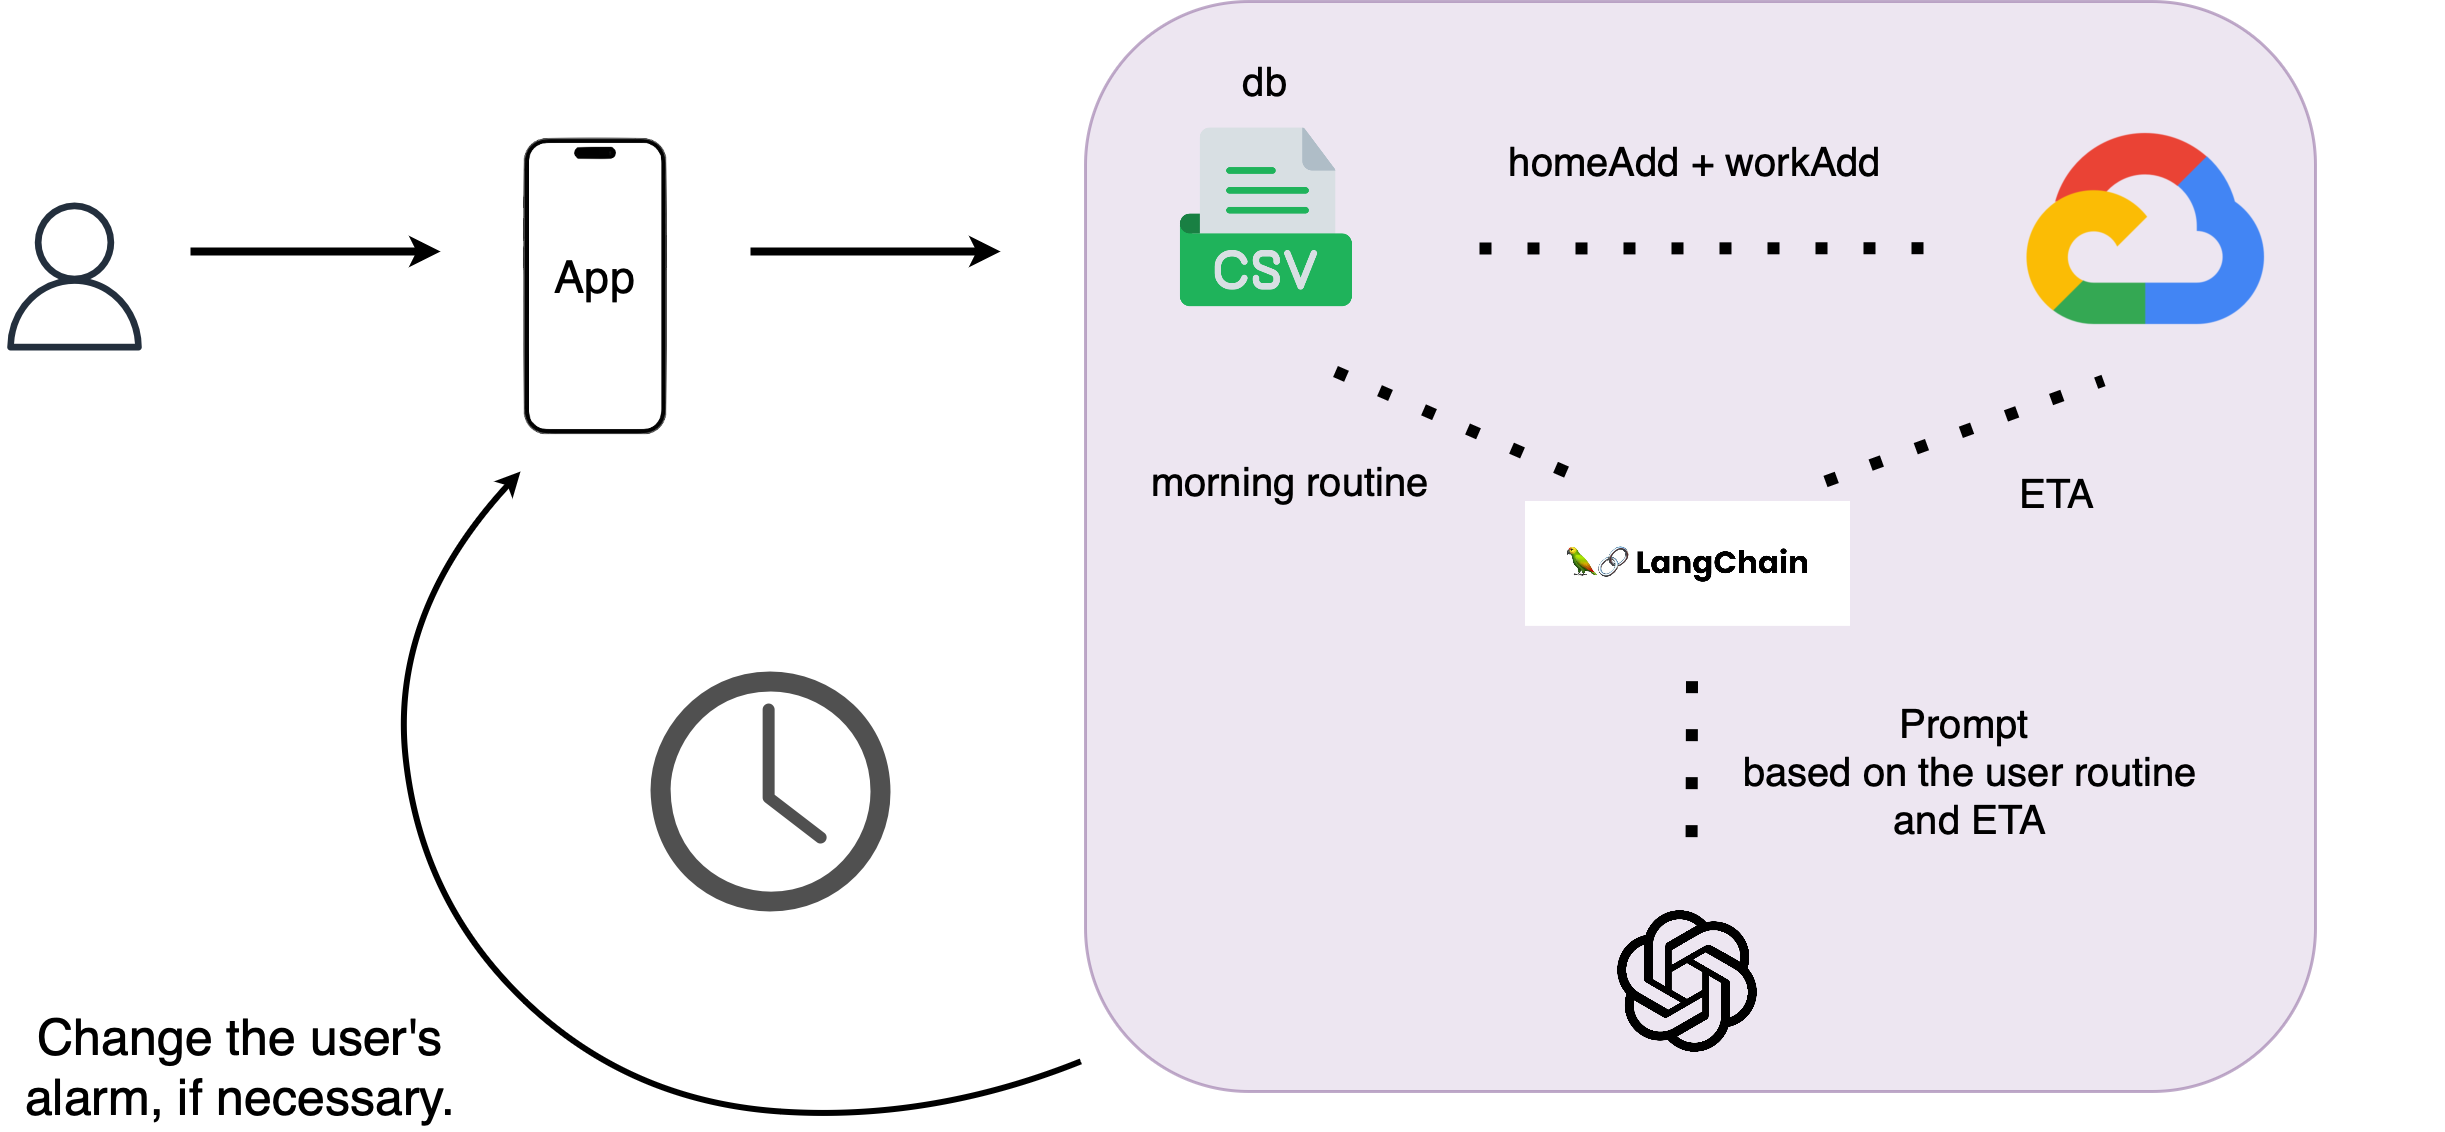 db
homeAdd + workAdd
App
CSV
morning routine
ETA
LangChain
Prompt
based on the user routine
and ETA
Change the user's
alarm, if necessary.